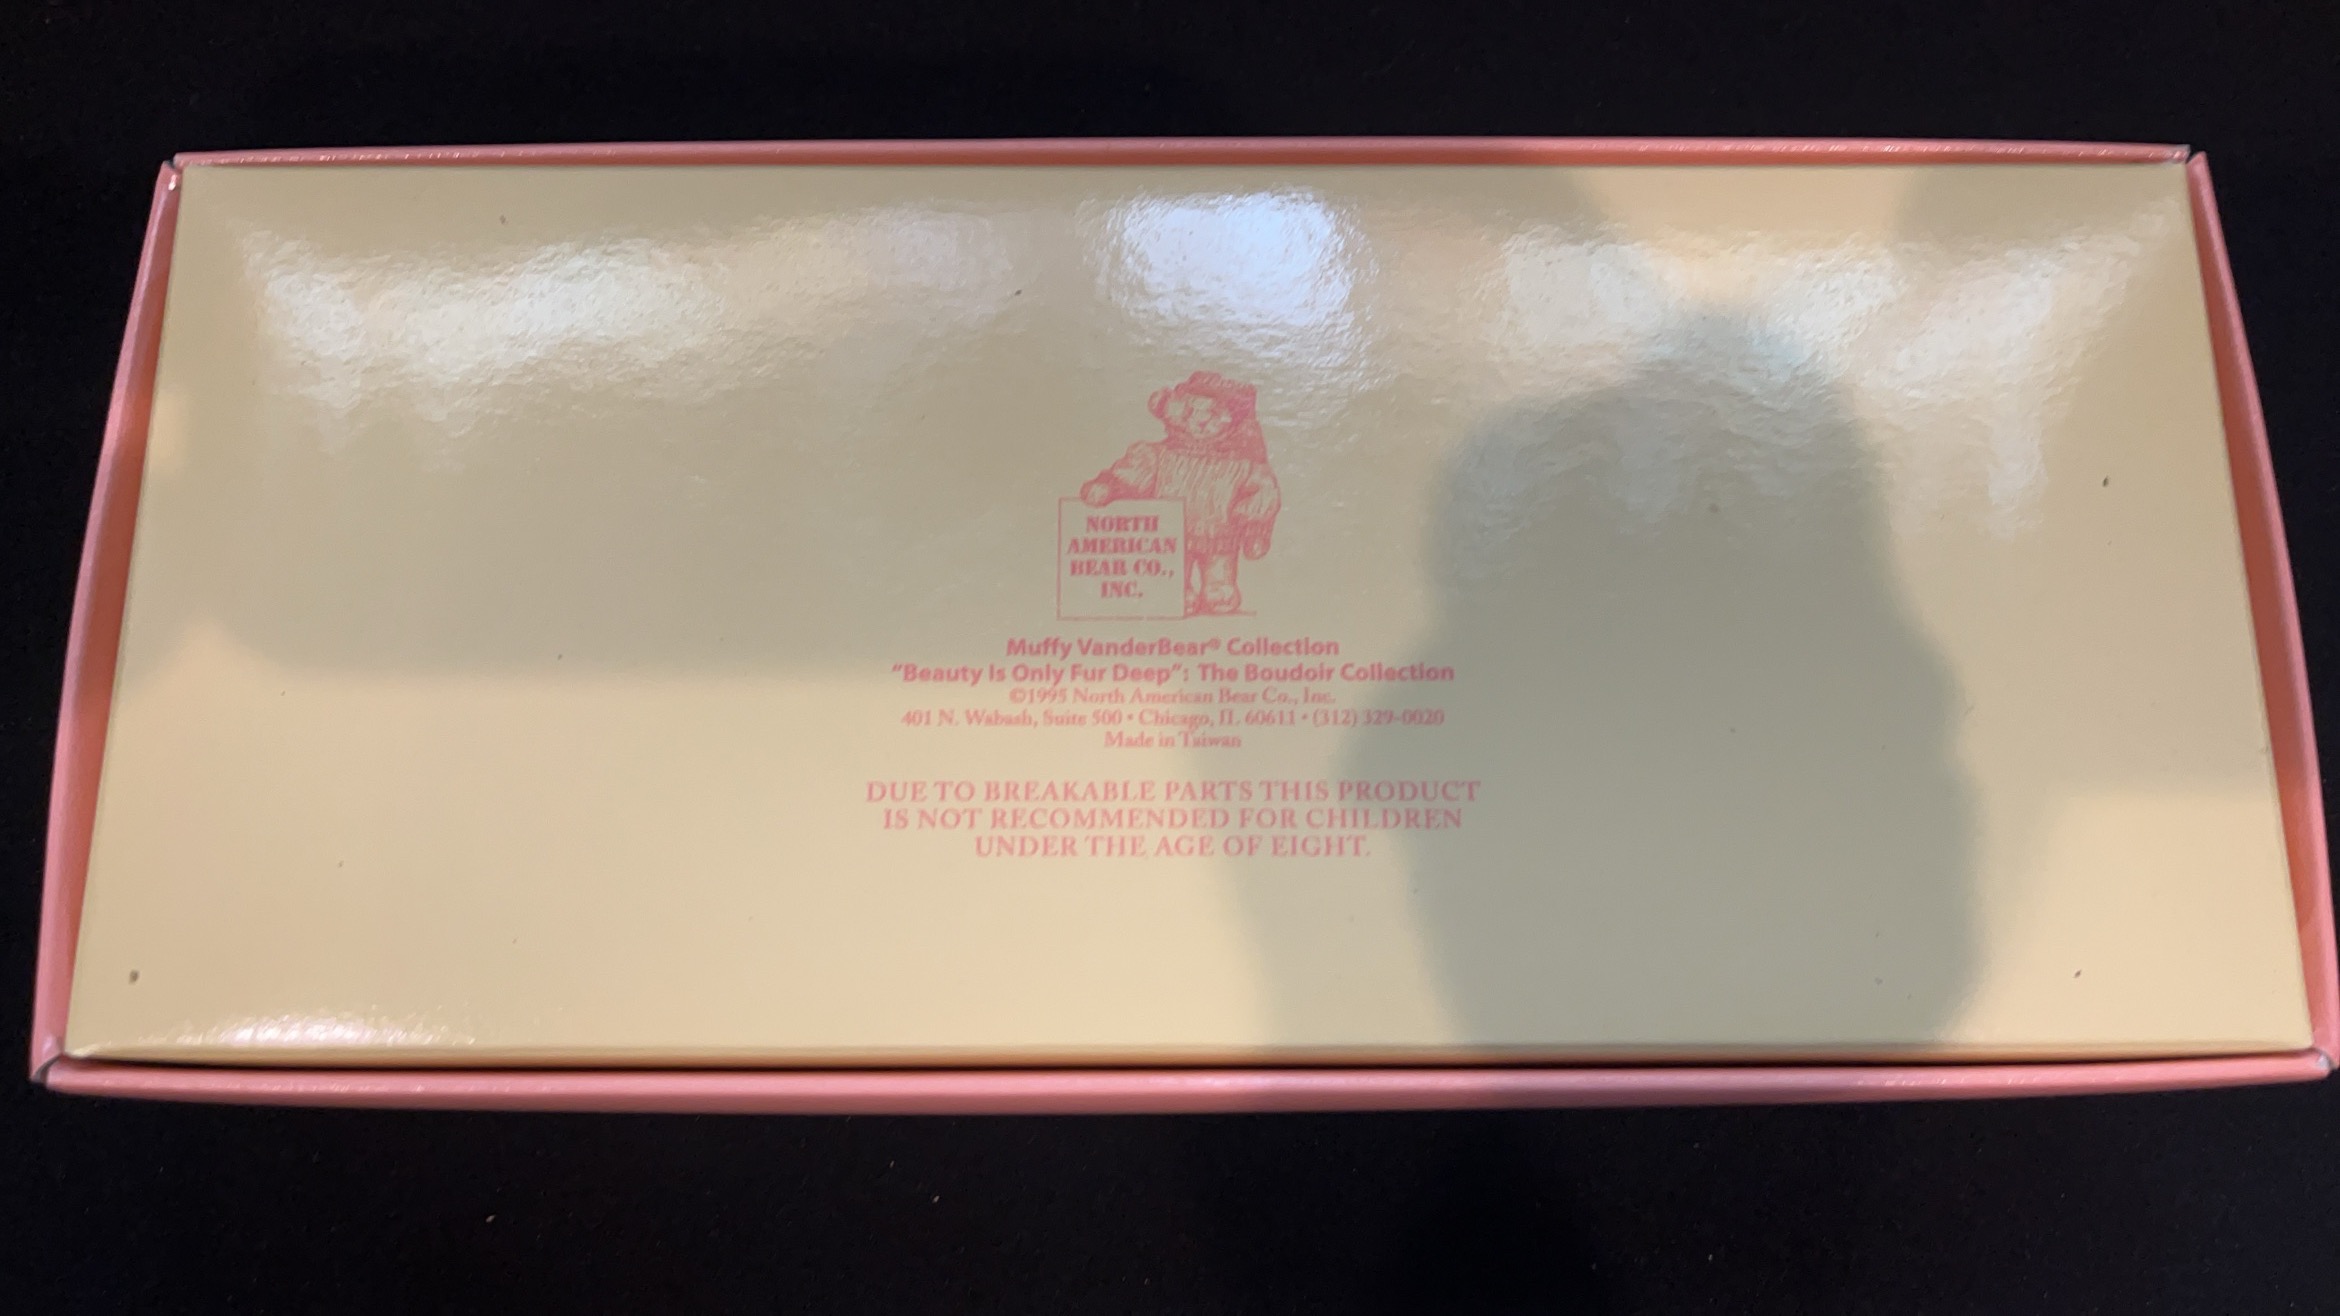 NORTH
AMERICAN
BEAR CO.,
INC.
Muffy VanderBear® Collection
"Beauty Is Only Fur Deep": The Boudoir Collection
©1995 North American Bear Co., Inc.
401 N. Wabash, Suite 500 • Chicago, IL 60611 • (312) 329-0020
Made in Taiwan
DUE TO BREAKABLE PARTS THIS PRODUCT
IS NOT RECOMMENDED FOR CHILDREN
UNDER THE AGE OF EIGHT.